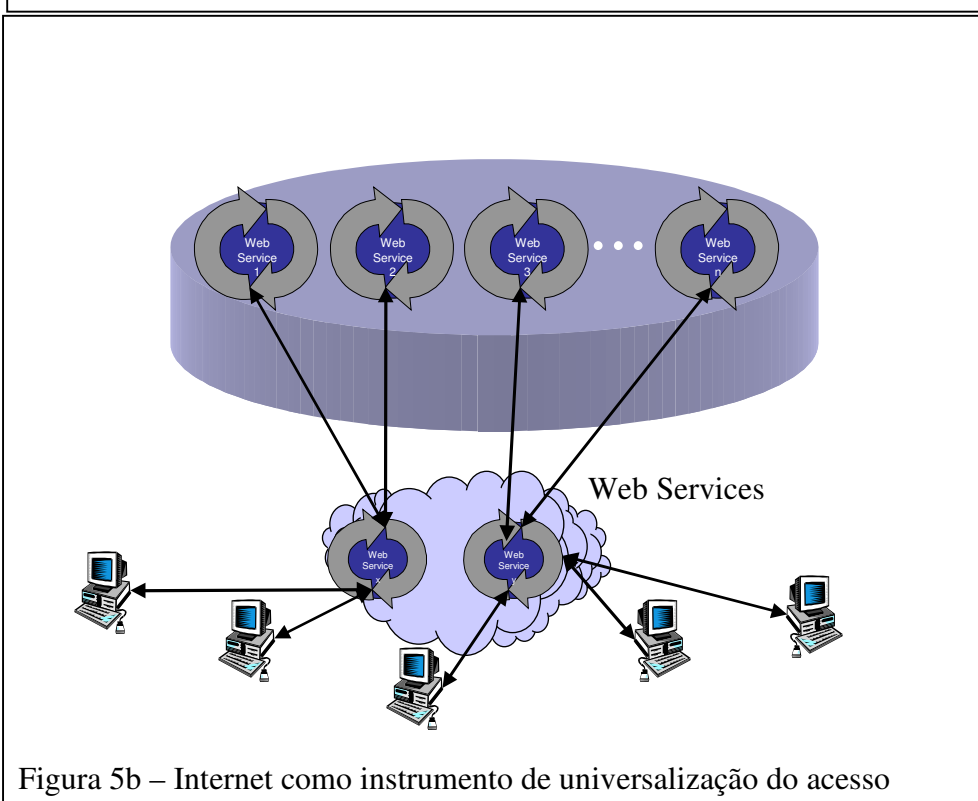 Web
Service
1
Web
Service
2
Web
Service
3
Web
Service
n
Web Services
Web
Service
x
Web
Service
y
Figura 5b – Internet como instrumento de universalização do acesso